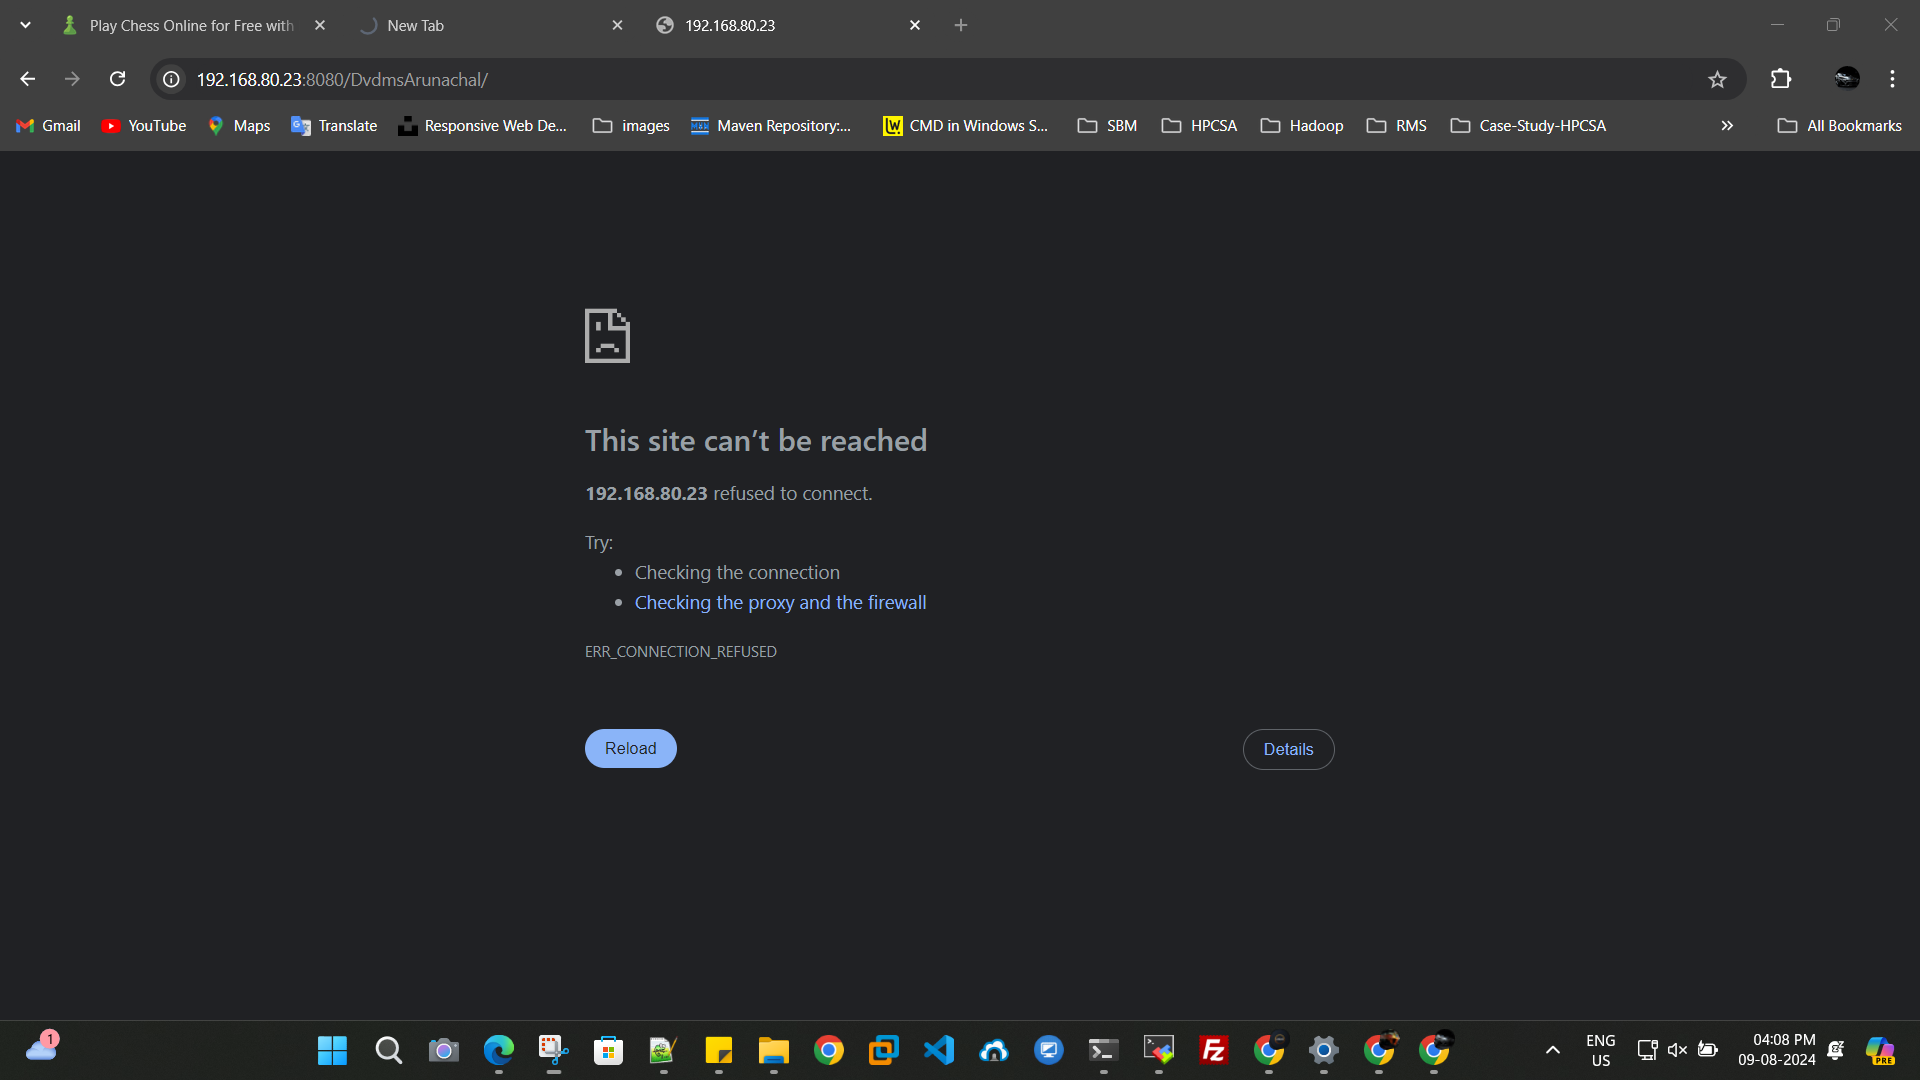 Play Chess Online for Free with
New Tab
192.168.80.23
192.168.80.23:8080/DvdmsArunachal/
Gmail
YouTube
Maps
Translate
Responsive Web De...
images
Maven Repository:...
CMD in Windows S...
SBM
HPCSA
Hadoop
RMS
Case-Study-HPCSA
All Bookmarks
This site can’t be reached
192.168.80.23 refused to connect.
Try:
• Checking the connection
• Checking the proxy and the firewall
ERR_CONNECTION_REFUSED
Reload
Details
1
ENG
US
04:08 PM
09-08-2024
PRE